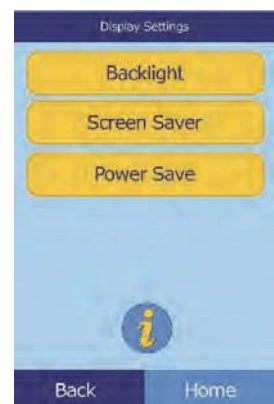 Display Settings
Backlight
Screen Saver
Power Save
i
Back Home